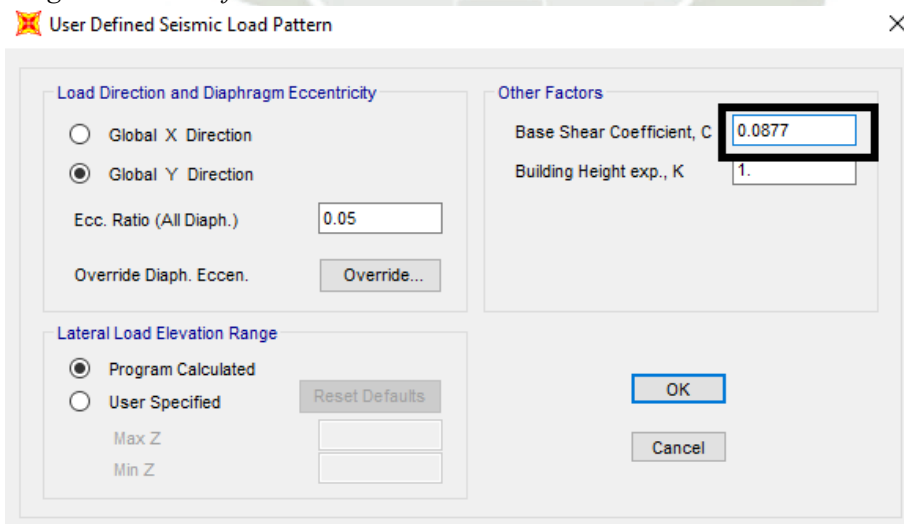 User Defined Seismic Load Pattern
Load Direction and Diaphragm Eccentricity
Global X Direction
Global Y Direction
Ecc. Ratio (All Diaph.) 0.05
Override Diaph. Eccen. Override...
Other Factors
Base Shear Coefficient, C 0.0877
Building Height exp., K 1.
Lateral Load Elevation Range
Program Calculated
User Specified Reset Defaults
Max Z
Min Z
OK
Cancel